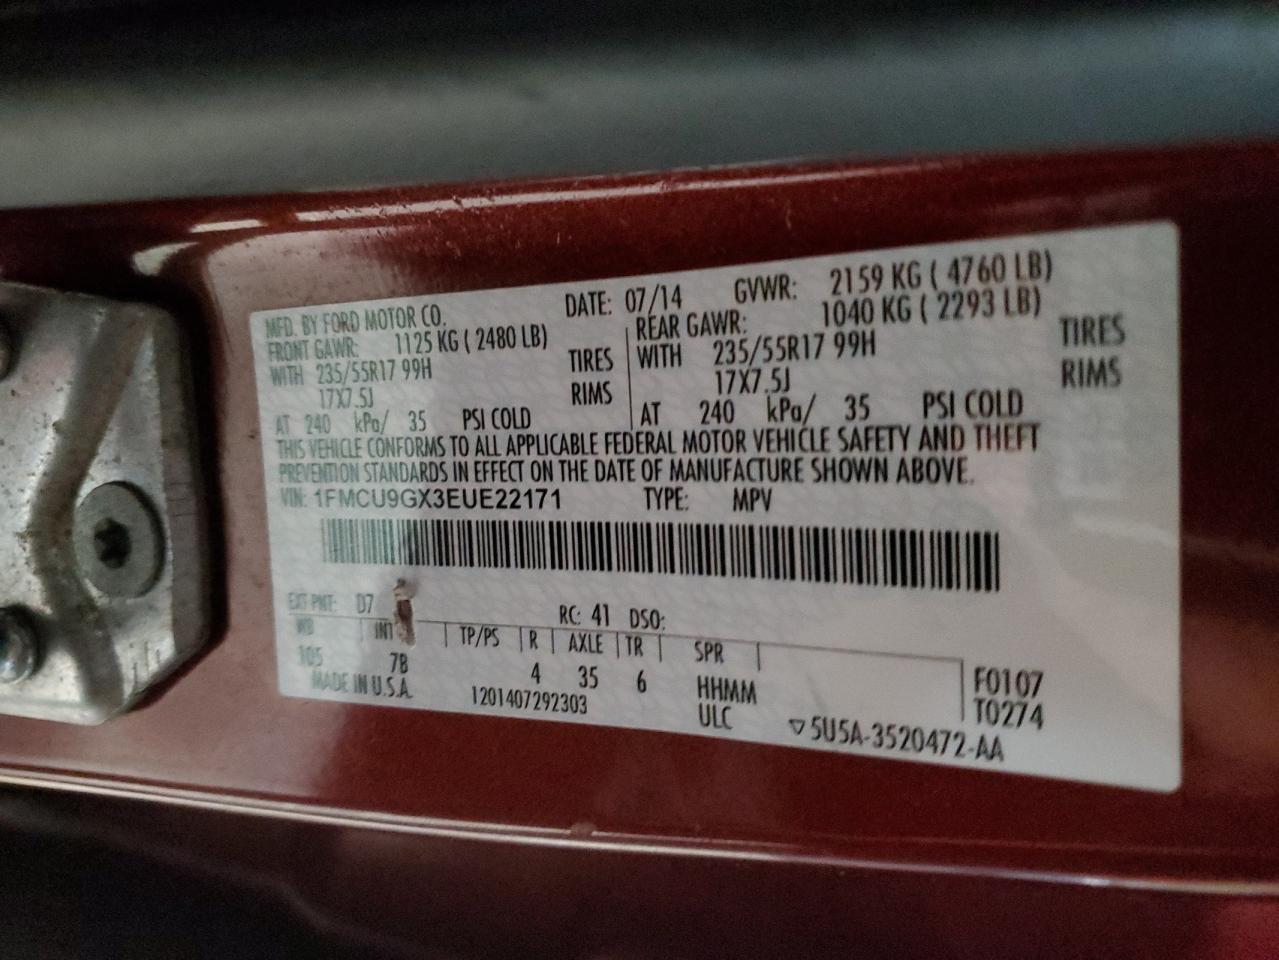 MFD. BY FORD MOTOR CO. DATE: 07/14 GVWR: 2159 KG ( 4760 LB)
FRONT GAWR: 1125 KG ( 2480 LB) REAR GAWR: 1040 KG ( 2293 LB)
WITH 235/55R17 99H TIRES WITH 235/55R17 99H TIRES
17X7.5J RIMS 17X7.5J RIMS
AT 240 kPa/ 35 PSI COLD AT 240 kPa/ 35 PSI COLD
THIS VEHICLE CONFORMS TO ALL APPLICABLE FEDERAL MOTOR VEHICLE SAFETY AND THEFT
PREVENTION STANDARDS IN EFFECT ON THE DATE OF MANUFACTURE SHOWN ABOVE.
VIN: 1FMCU9GX3EUE22171 TYPE: MPV
EXT PNT: D7 RC: 41 DSO:
WB INT TP/PS R AXLE TR SPR
105 7B 4 35 6 HHMM F0107
MADE IN U.S.A. 1201407292303 ULC T0274
▽5U5A-3520472-AA